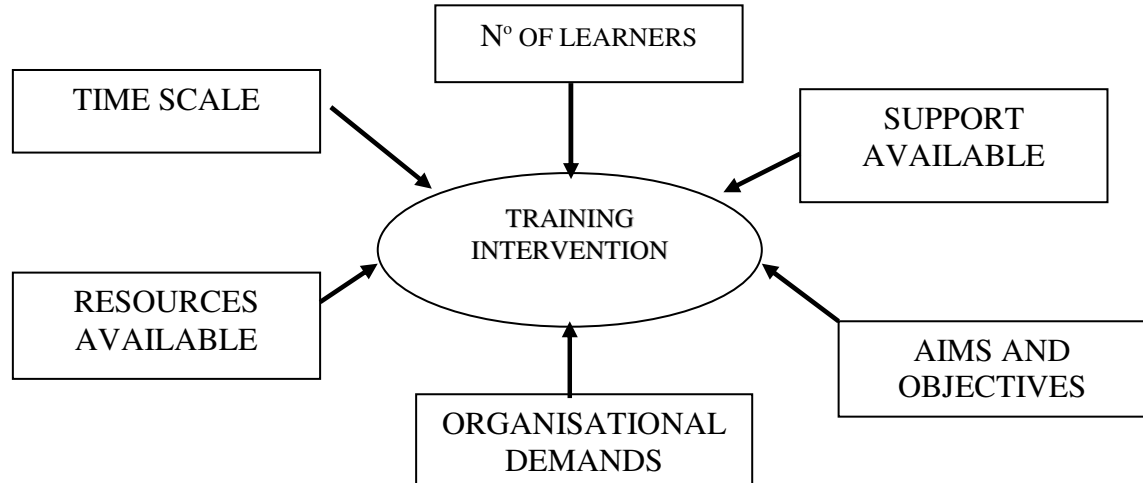 Nº OF LEARNERS
TIME SCALE
SUPPORT
AVAILABLE
TRAINING
INTERVENTION
RESOURCES
AVAILABLE
AIMS AND
OBJECTIVES
ORGANISATIONAL
DEMANDS